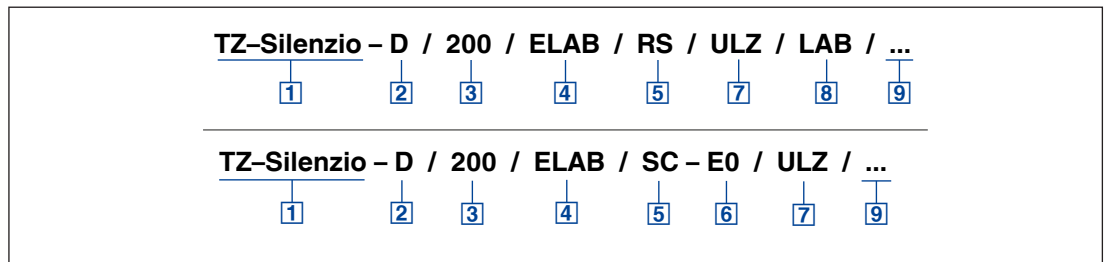 TZ–Silenzio – D / 200 / ELAB / RS / ULZ / LAB / ...
1 2 3 4 5 7 8 9
TZ–Silenzio – D / 200 / ELAB / SC – E0 / ULZ / ...
1 2 3 4 5 6 7 9